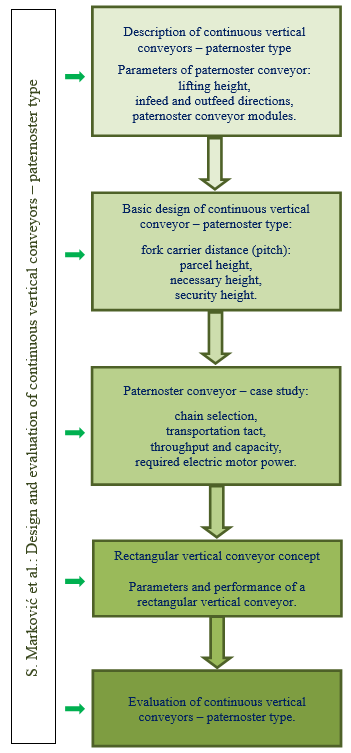 S. Marković et al.: Design and evaluation of continuous vertical conveyors – paternoster type
Description of continuous vertical
conveyors – paternoster type
Parameters of paternoster conveyor:
lifting height,
infeed and outfeed directions,
paternoster conveyor modules.
Basic design of continuous vertical
conveyor – paternoster type:
fork carrier distance (pitch):
parcel height,
necessary height,
security height.
Paternoster conveyor – case study:
chain selection,
transportation tact,
throughput and capacity,
required electric motor power.
Rectangular vertical conveyor concept
Parameters and performance of a
rectangular vertical conveyor.
Evaluation of continuous vertical
conveyors – paternoster type.